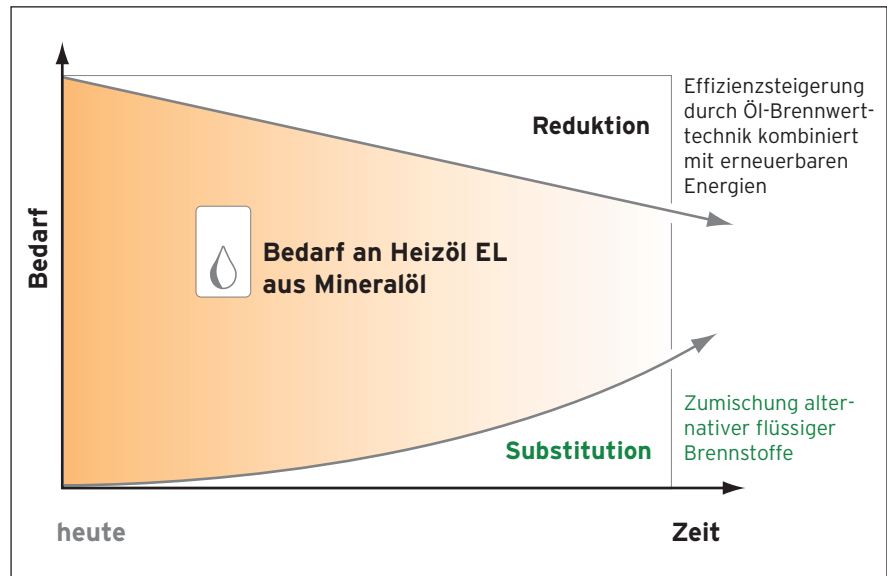 Effizienzsteigerung
durch Öl-Brennwert-
technik kombiniert
mit erneuerbaren
Energien
Reduktion
Bedarf
Bedarf an Heizöl EL
aus Mineralöl
Zumischung alter-
nativer flüssiger
Brennstoffe
Substitution
heute
Zeit